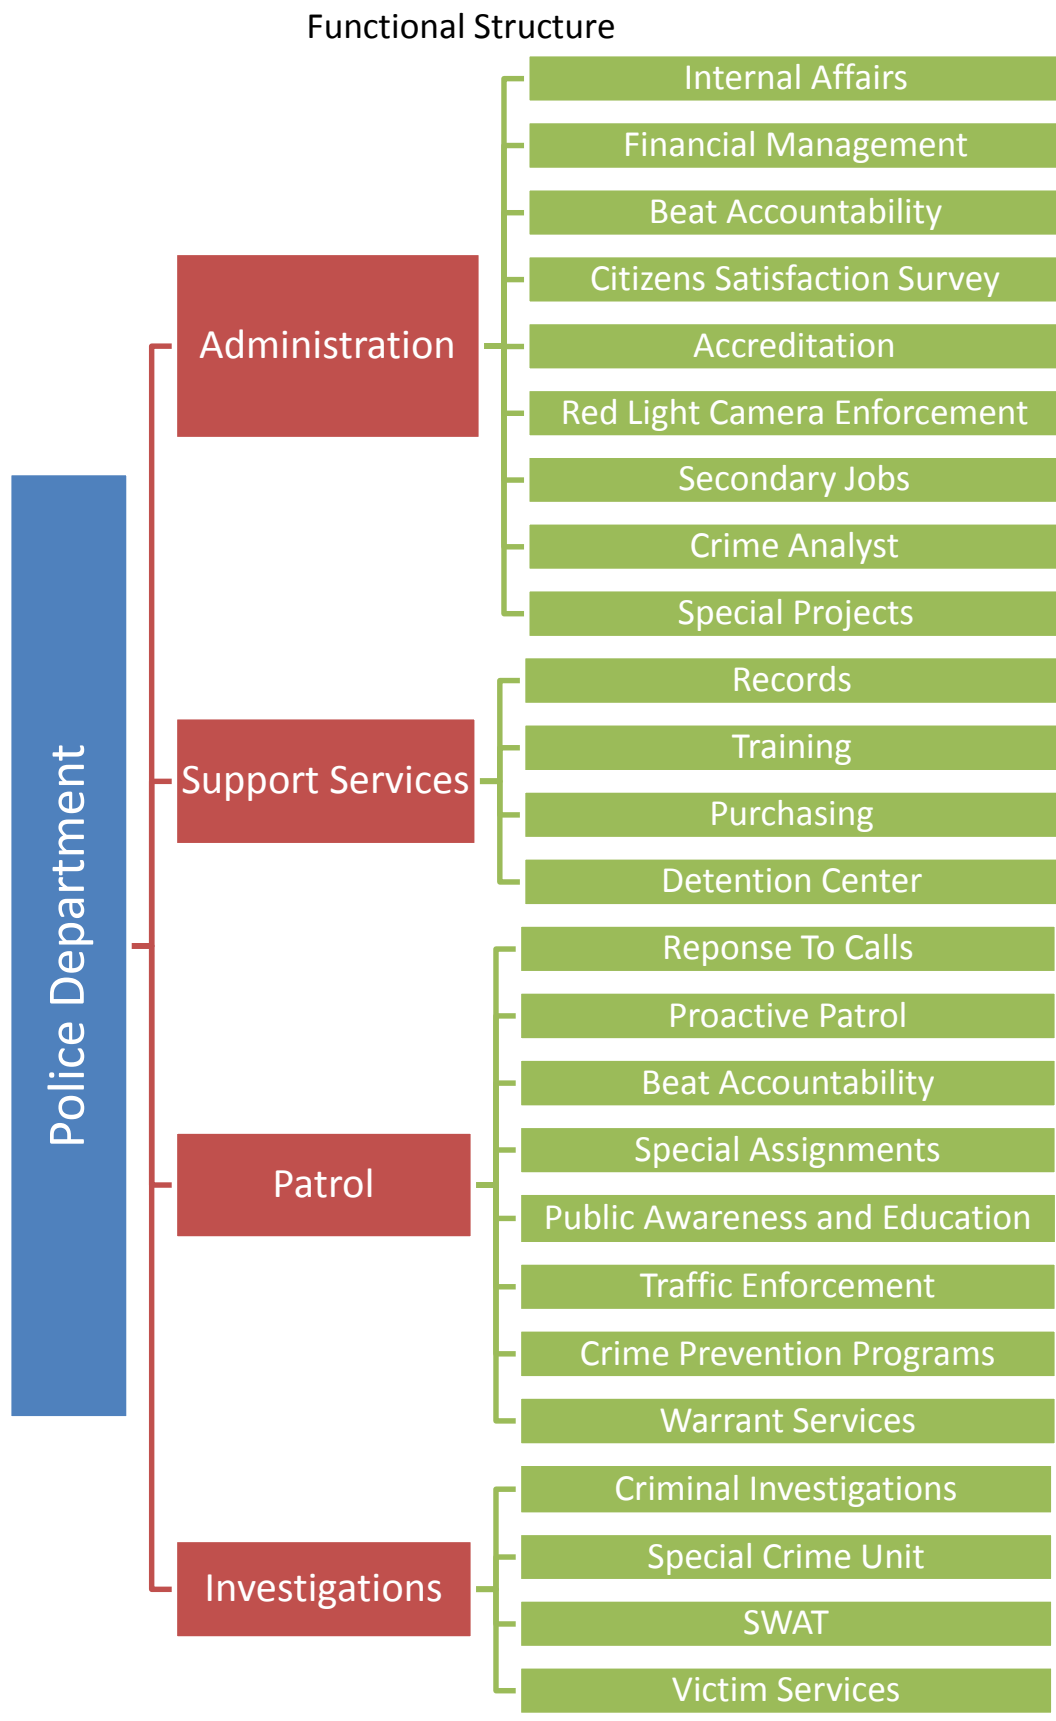 Functional Structure
Police Department
Administration
Internal Affairs
Financial Management
Beat Accountability
Citizens Satisfaction Survey
Accreditation
Red Light Camera Enforcement
Secondary Jobs
Crime Analyst
Special Projects
Support Services
Records
Training
Purchasing
Detention Center
Patrol
Reponse To Calls
Proactive Patrol
Beat Accountability
Special Assignments
Public Awareness and Education
Traffic Enforcement
Crime Prevention Programs
Warrant Services
Investigations
Criminal Investigations
Special Crime Unit
SWAT
Victim Services